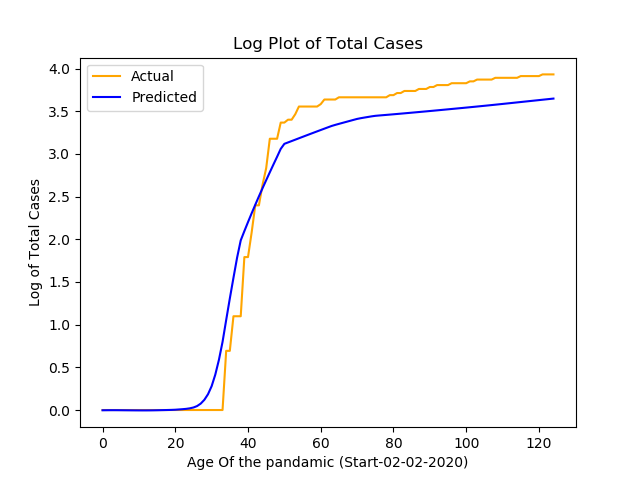 Log Plot of Total Cases
Actual
Predicted
4.0
3.5
3.0
2.5
2.0
1.5
1.0
0.5
0.0
Log of Total Cases
0 20 40 60 80 100 120
Age Of the pandamic (Start-02-02-2020)